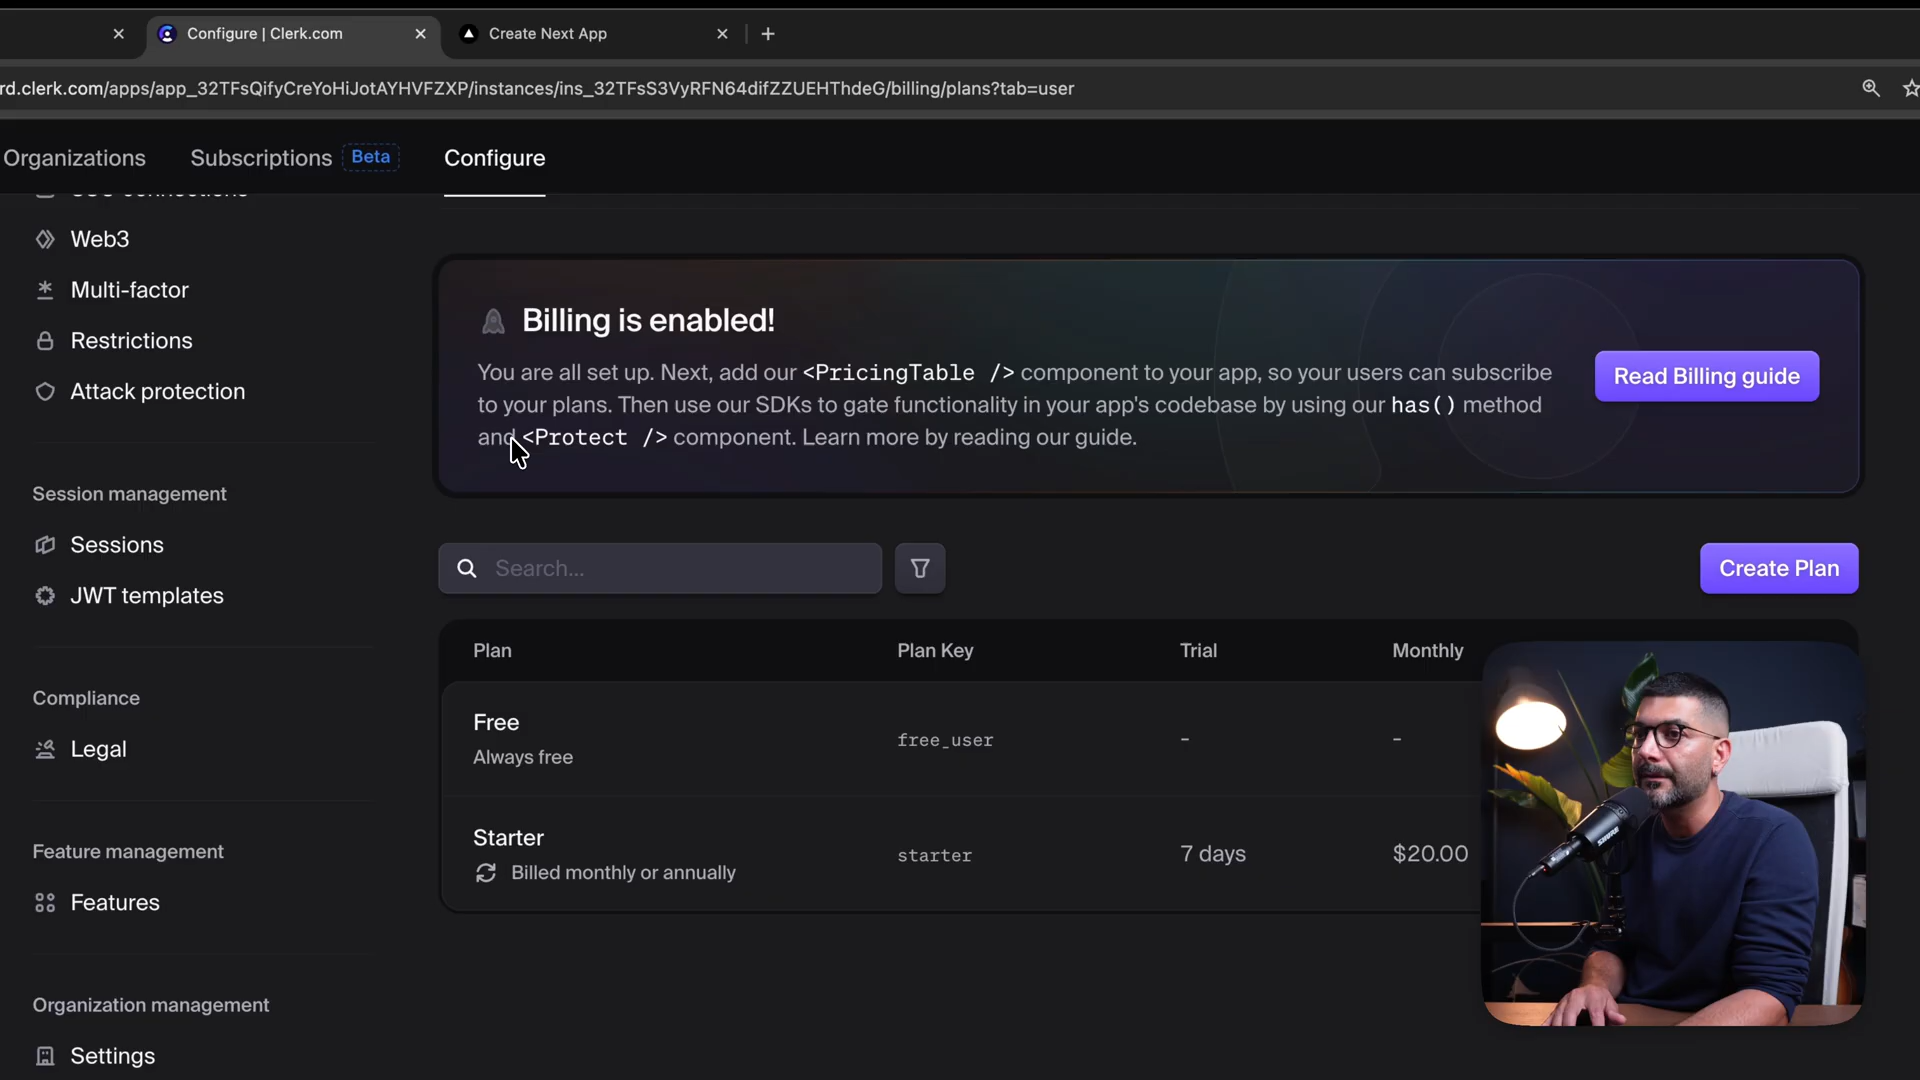 Configure | Clerk.com
Create Next App
rd.clerk.com/apps/app_32TFsQifyCreYoHiJotAYHVFZXP/instances/ins_32TFsS3VyRFN64difZZUEHThdeG/billing/plans?tab=user
Organizations
Subscriptions
Beta
Configure
SSO connections
Web3
Multi-factor
Restrictions
Attack protection
Session management
Sessions
JWT templates
Compliance
Legal
Feature management
Features
Organization management
Settings
Billing is enabled!
You are all set up. Next, add our <PricingTable /> component to your app, so your users can subscribe
to your plans. Then use our SDKs to gate functionality in your app's codebase by using our has() method
and <Protect /> component. Learn more by reading our guide.
Read Billing guide
Search...
Create Plan
Plan
Plan Key
Trial
Monthly
Free
Always free
free_user
-
-
Starter
Billed monthly or annually
starter
7 days
$20.00
SHURE